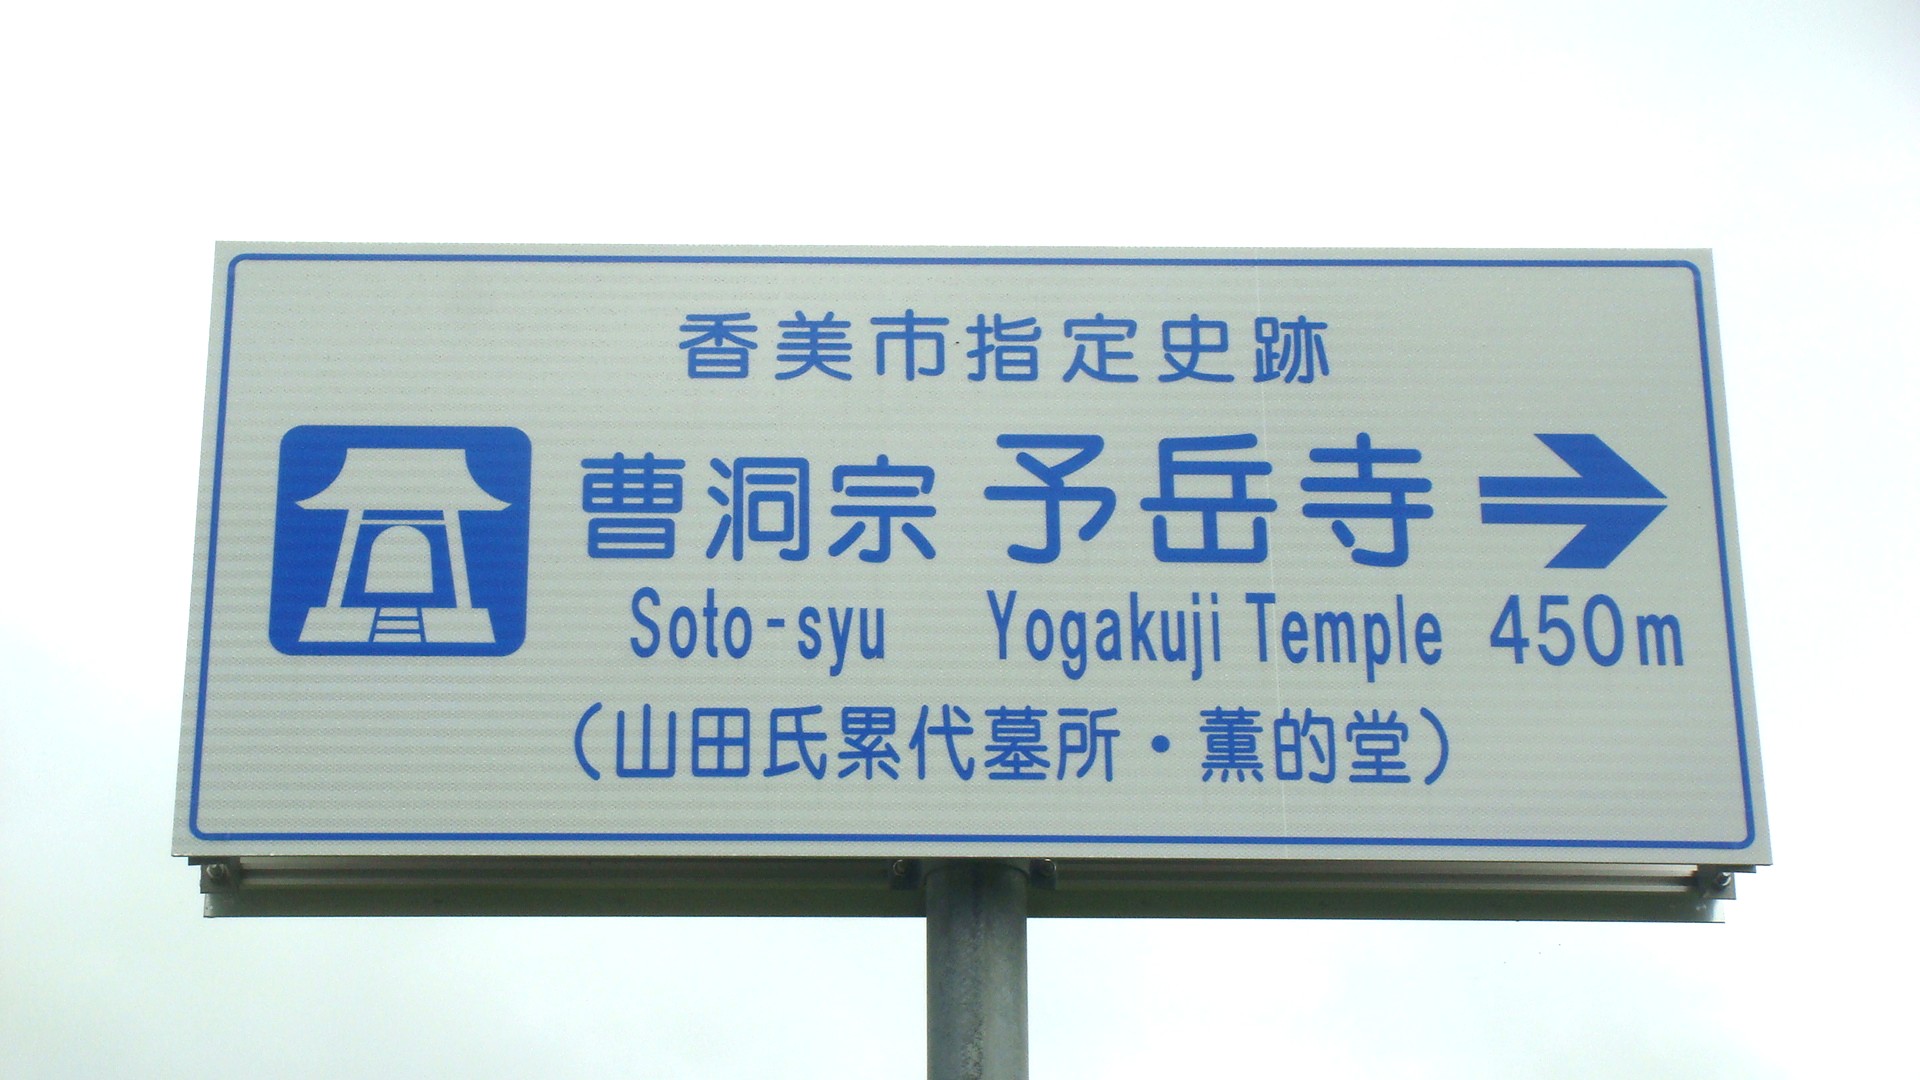 香美市指定史跡
曹洞宗 予岳寺
Soto-syu Yogakuji Temple 450m
(山田氏累代墓所・薫的堂)